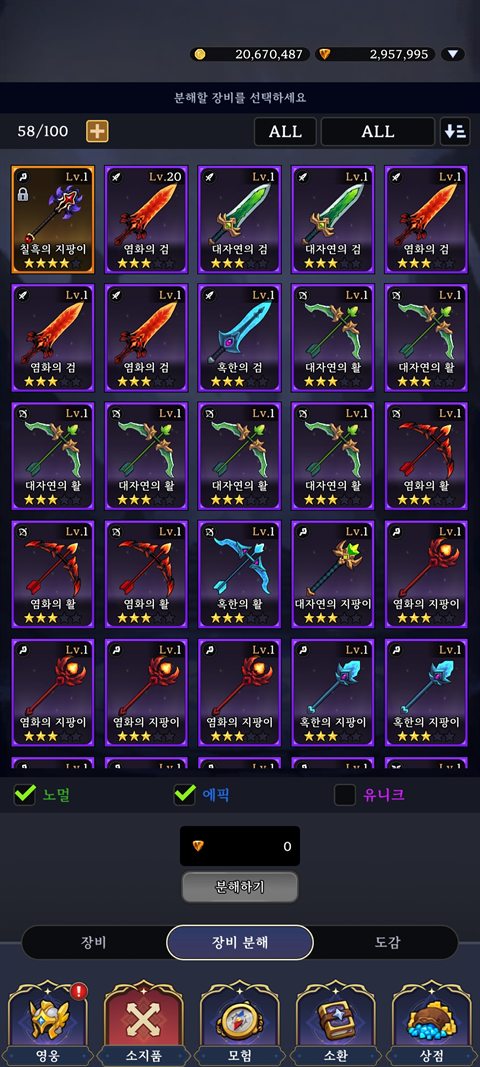 20,670,487 2,957,995
분해할 장비를 선택하세요
58/100 ALL ALL
Lv.1 Lv.20 Lv.1 Lv.1 Lv.1
칠흑의 지팡이 염화의 검 대자연의 검 대자연의 검 염화의 검
Lv.1 Lv.1 Lv.1 Lv.1 Lv.1
염화의 검 염화의 검 혹한의 검 대자연의 활 대자연의 활
Lv.1 Lv.1 Lv.1 Lv.1 Lv.1
대자연의 활 대자연의 활 대자연의 활 대자연의 활 염화의 활
Lv.1 Lv.1 Lv.1 Lv.1 Lv.1
염화의 활 염화의 활 혹한의 활 대자연의 지팡이 염화의 지팡이
Lv.1 Lv.1 Lv.1 Lv.1 Lv.1
염화의 지팡이 염화의 지팡이 염화의 지팡이 혹한의 지팡이 혹한의 지팡이
노멀 에픽 유니크
0
분해하기
장비 장비 분해 도감
영웅 소지품 모험 소환 상점